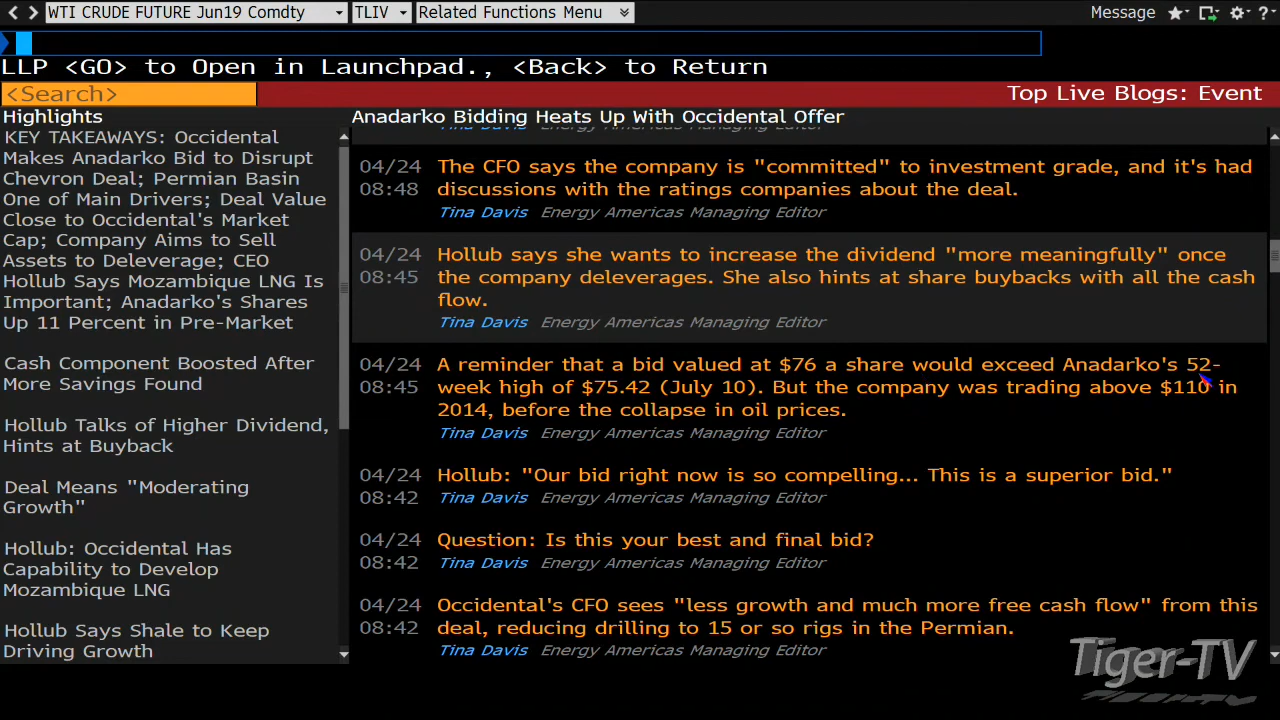 WTI CRUDE FUTURE Jun19 Comdty TLIV Related Functions Menu Message
LLP <GO> to Open in Launchpad., <Back> to Return
<Search> Top Live Blogs: Event
Highlights
KEY TAKEAWAYS: Occidental
Makes Anadarko Bid to Disrupt
Chevron Deal; Permian Basin
One of Main Drivers; Deal Value
Close to Occidental's Market
Cap; Company Aims to Sell
Assets to Deleverage; CEO
Hollub Says Mozambique LNG Is
Important; Anadarko's Shares
Up 11 Percent in Pre-Market
Cash Component Boosted After
More Savings Found
Hollub Talks of Higher Dividend,
Hints at Buyback
Deal Means "Moderating
Growth"
Hollub: Occidental Has
Capability to Develop
Mozambique LNG
Hollub Says Shale to Keep
Driving Growth
Anadarko Bidding Heats Up With Occidental Offer
Tina Davis Energy Americas Managing Editor
04/24 The CFO says the company is "committed" to investment grade, and it's had
08:48 discussions with the ratings companies about the deal.
Tina Davis Energy Americas Managing Editor
04/24 Hollub says she wants to increase the dividend "more meaningfully" once
08:45 the company deleverages. She also hints at share buybacks with all the cash
flow.
Tina Davis Energy Americas Managing Editor
04/24 A reminder that a bid valued at $76 a share would exceed Anadarko's 52-
08:45 week high of $75.42 (July 10). But the company was trading above $110 in
2014, before the collapse in oil prices.
Tina Davis Energy Americas Managing Editor
04/24 Hollub: "Our bid right now is so compelling... This is a superior bid."
08:42 Tina Davis Energy Americas Managing Editor
04/24 Question: Is this your best and final bid?
08:42 Tina Davis Energy Americas Managing Editor
04/24 Occidental's CFO sees "less growth and much more free cash flow" from this
08:42 deal, reducing drilling to 15 or so rigs in the Permian.
Tina Davis Energy Americas Managing Editor
Tiger-TV